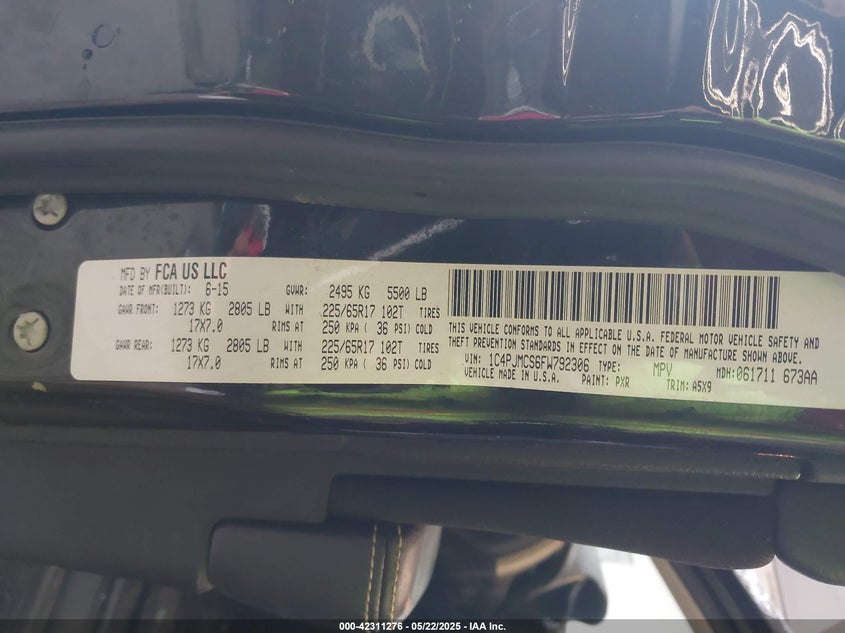 MFD BY FCA US LLC
DATE OF MFR(BUILT): 6-15 GVWR: 2495 KG 5500 LB
GAWR FRONT: 1273 KG 2805 LB WITH 225/65R17 102T TIRES
17X7.0 RIMS AT 250 KPA ( 36 PSI) COLD
GAWR REAR: 1273 KG 2805 LB WITH 225/65R17 102T TIRES
17X7.0 RIMS AT 250 KPA ( 36 PSI) COLD
THIS VEHICLE CONFORMS TO ALL APPLICABLE U.S.A. FEDERAL MOTOR VEHICLE SAFETY AND
THEFT PREVENTION STANDARDS IN EFFECT ON THE DATE OF MANUFACTURE SHOWN ABOVE.
VIN: 1C4PJMCS6FW792306 TYPE: MPV MDH: 061711 673AA
VEHICLE MADE IN U.S.A. PAINT: PXR TRIM: A5X9
000-42311276 - 05/22/2025 - IAA Inc.